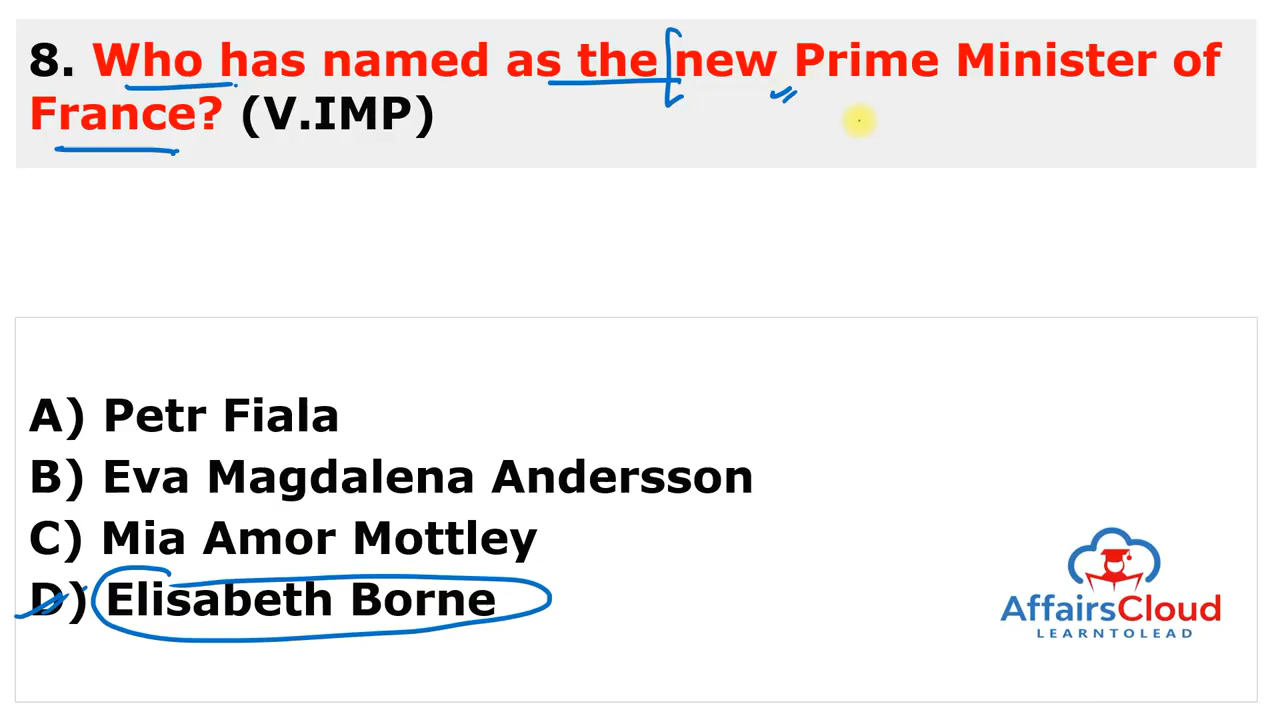 8. Who has named as the new Prime Minister of
France? (V.IMP)
A) Petr Fiala
B) Eva Magdalena Andersson
C) Mia Amor Mottley
D) Elisabeth Borne
AffairsCloud
LEARNTOLEAD